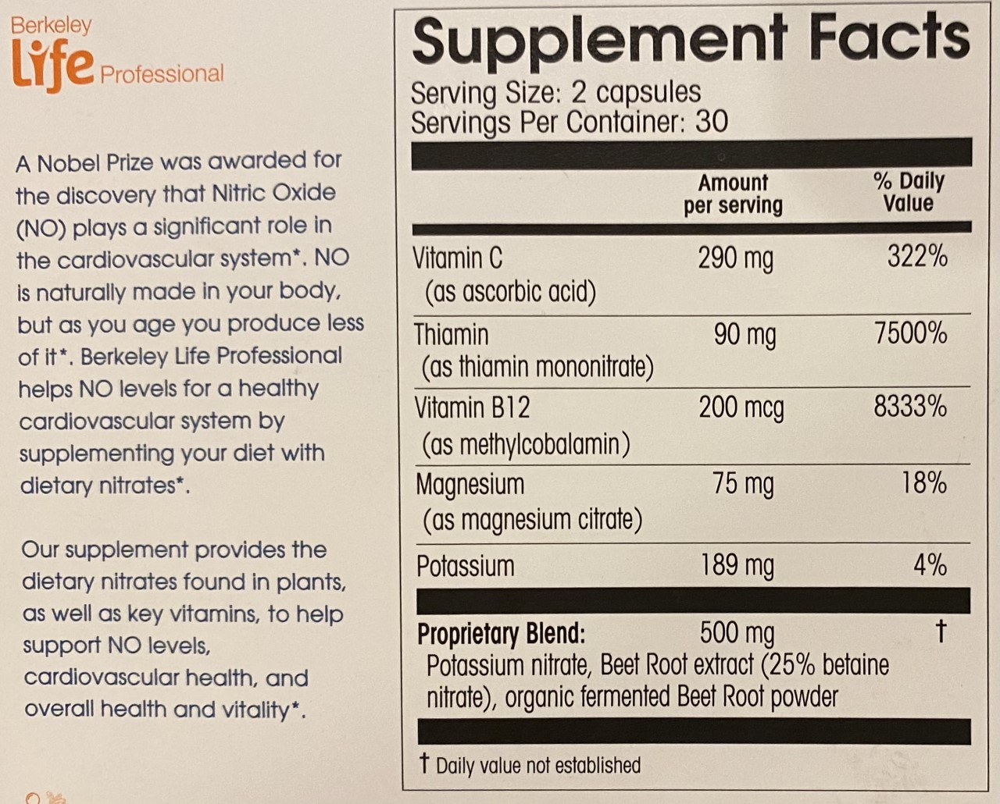 Berkeley
Life Professional
A Nobel Prize was awarded for
the discovery that Nitric Oxide
(NO) plays a significant role in
the cardiovascular system*. NO
is naturally made in your body,
but as you age you produce less
of it*. Berkeley Life Professional
helps NO levels for a healthy
cardiovascular system by
supplementing your diet with
dietary nitrates*.
Our supplement provides the
dietary nitrates found in plants,
as well as key vitamins, to help
support NO levels,
cardiovascular health, and
overall health and vitality*.
Supplement Facts
Serving Size: 2 capsules
Servings Per Container: 30
Amount per serving % Daily Value
Vitamin C 290 mg 322%
(as ascorbic acid)
Thiamin 90 mg 7500%
(as thiamin mononitrate)
Vitamin B12 200 mcg 8333%
(as methylcobalamin)
Magnesium 75 mg 18%
(as magnesium citrate)
Potassium 189 mg 4%
Proprietary Blend: 500 mg †
Potassium nitrate, Beet Root extract (25% betaine
nitrate), organic fermented Beet Root powder
† Daily value not established